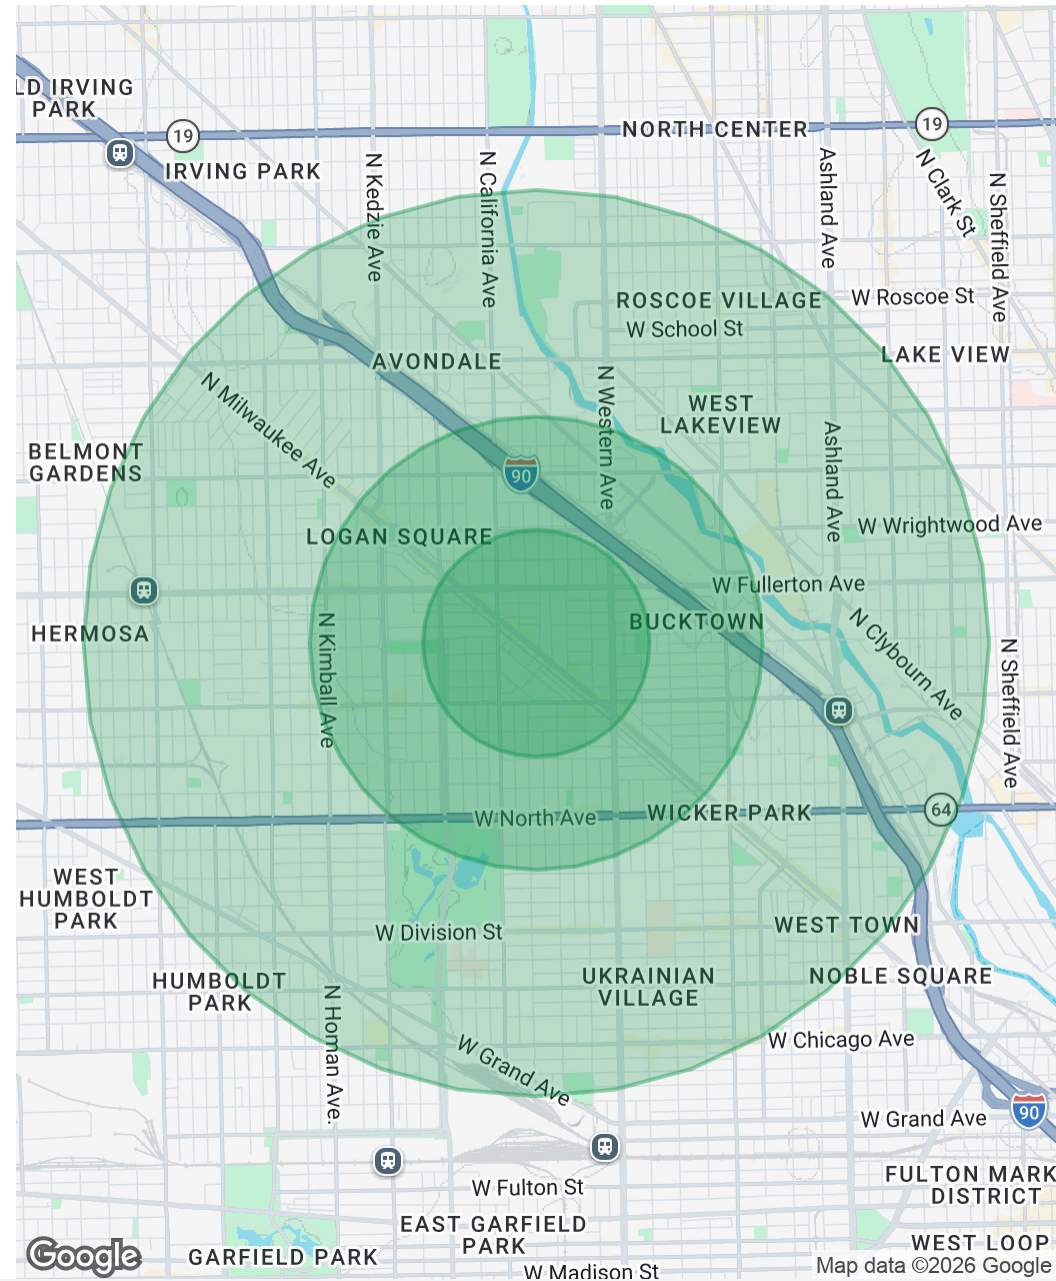 LD IRVING
PARK
19
NORTH CENTER
19
IRVING PARK
N Kedzie Ave
N California Ave
Ashland Ave
N Clark St
N Sheffield Ave
ROSCOE VILLAGE
W Roscoe St
W School St
AVONDALE
LAKE VIEW
N Milwaukee Ave
N Western Ave
WEST
LAKEVIEW
Ashland Ave
BELMONT
GARDENS
90
LOGAN SQUARE
W Wrightwood Ave
W Fullerton Ave
HERMOSA
N Kimball Ave
BUCKTOWN
N Clybourn Ave
N Sheffield Ave
W North Ave
WICKER PARK
64
WEST
HUMBOLDT
PARK
W Division St
WEST TOWN
HUMBOLDT
PARK
UKRAINIAN
VILLAGE
NOBLE SQUARE
N Homan Ave.
W Grand Ave
W Chicago Ave
W Grand Ave
90
W Fulton St
FULTON MARK
DISTRICT
EAST GARFIELD
PARK
GARFIELD PARK
WEST LOOP
W Madison St
Google
Map data ©2026 Google